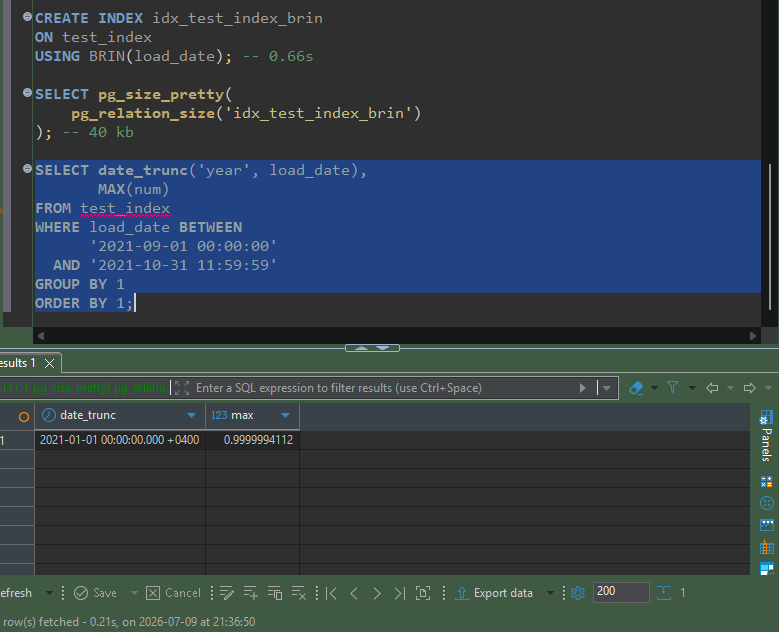 CREATE INDEX idx_test_index_brin
ON test_index
USING BRIN(load_date); -- 0.66s
SELECT pg_size_pretty(
pg_relation_size('idx_test_index_brin')
); -- 40 kb
SELECT date_trunc('year', load_date),
MAX(num)
FROM test_index
WHERE load_date BETWEEN
'2021-09-01 00:00:00'
AND '2021-10-31 11:59:59'
GROUP BY 1
ORDER BY 1;
esults 1
LECT pg_size_pretty( pg_relatio Enter a SQL expression to filter results (use Ctrl+Space)
date_trunc 123 max
1 2021-01-01 00:00:00.000 +0400 0.9999994112
Panels
efresh Save Cancel Export data 200 1
row(s) fetched - 0.21s, on 2026-07-09 at 21:36:50